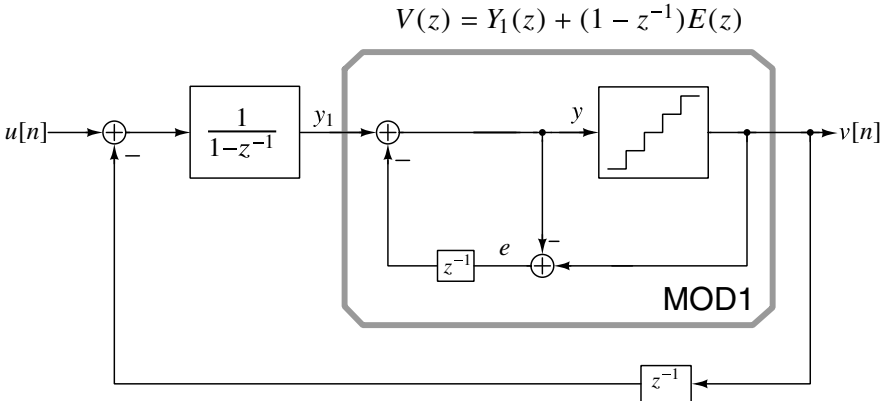 V(z) = Y₁(z) + (1 − z⁻¹)E(z)
u[n]
−
1
1−z⁻¹
y₁
−
y
v[n]
−
z⁻¹
e
MOD1
z⁻¹